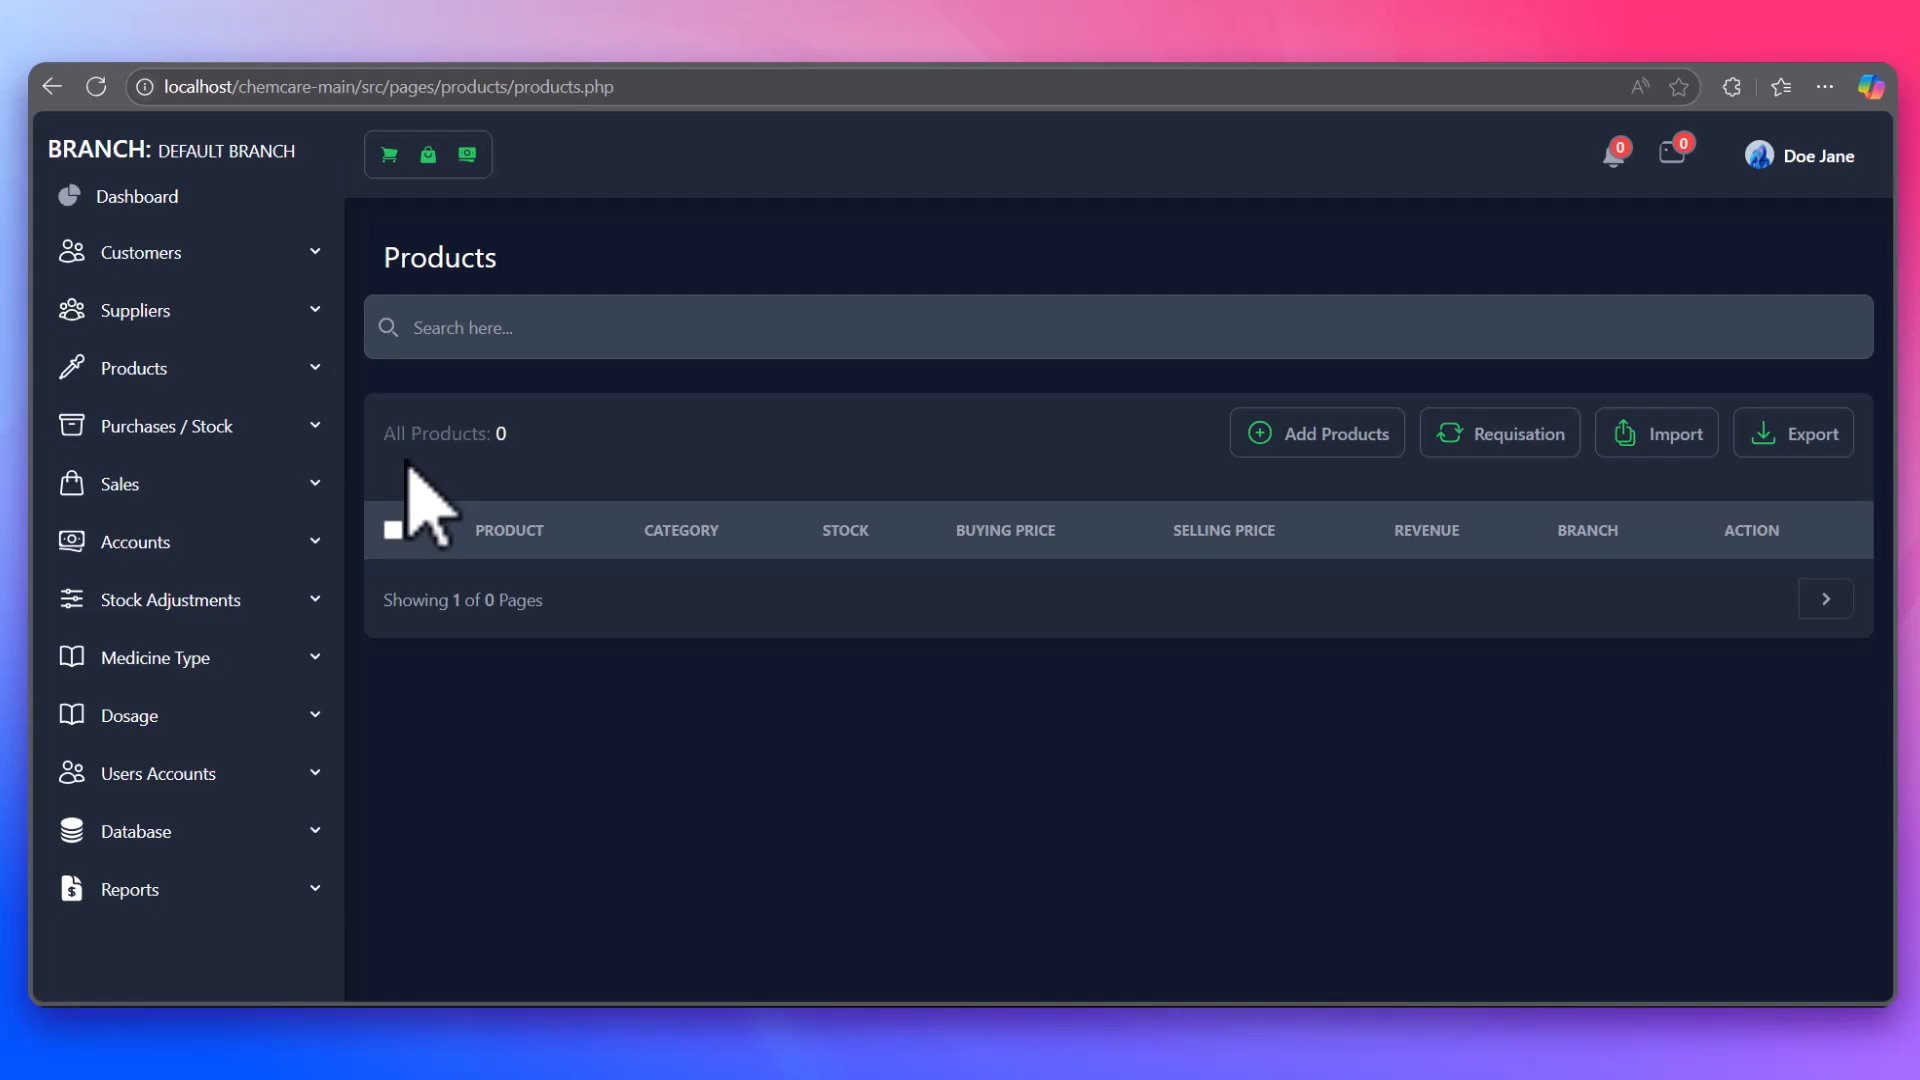 localhost/chemcare-main/src/pages/products/products.php
BRANCH: DEFAULT BRANCH
Dashboard
Customers
Suppliers
Products
Purchases / Stock
Sales
Accounts
Stock Adjustments
Medicine Type
Dosage
Users Accounts
Database
Reports
0
0
Doe Jane
Products
Search here...
All Products: 0
Add Products
Requisation
Import
Export
PRODUCT CATEGORY STOCK BUYING PRICE SELLING PRICE REVENUE BRANCH ACTION
Showing 1 of 0 Pages